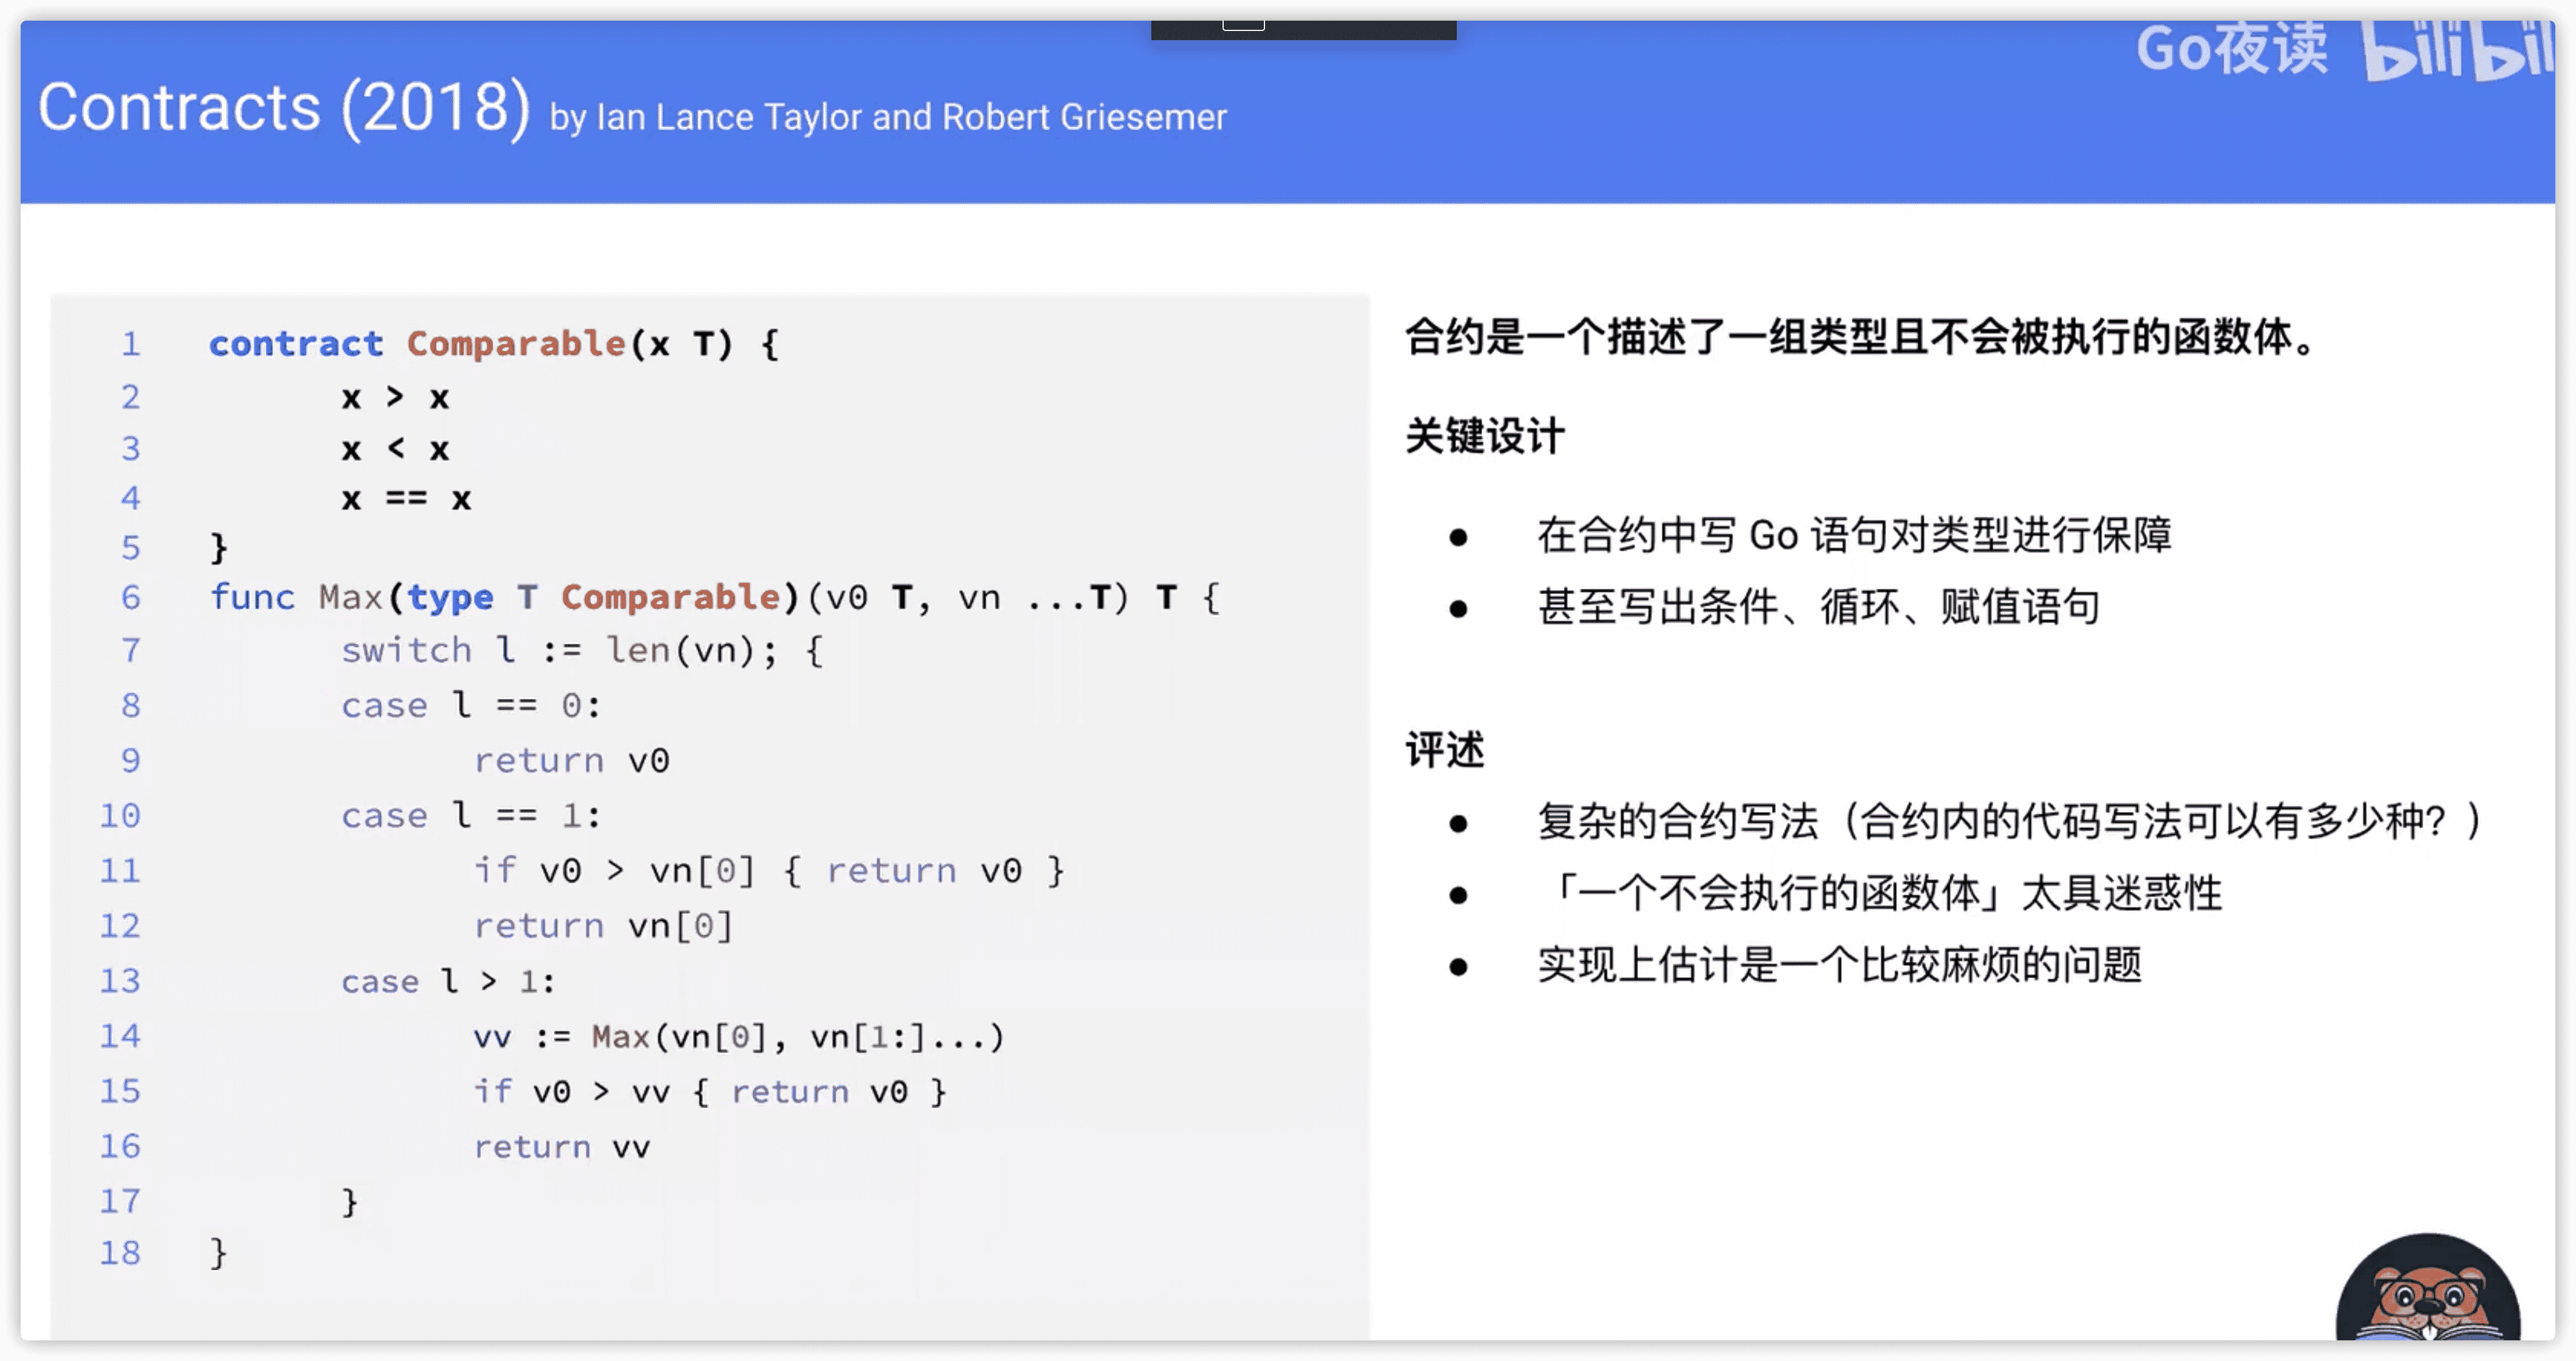 Go夜读 bilibili
Contracts (2018) by Ian Lance Taylor and Robert Griesemer
1 contract Comparable(x T) {
2 x > x
3 x < x
4 x == x
5 }
6 func Max(type T Comparable)(v0 T, vn ...T) T {
7 switch l := len(vn); {
8 case l == 0:
9 return v0
10 case l == 1:
11 if v0 > vn[0] { return v0 }
12 return vn[0]
13 case l > 1:
14 vv := Max(vn[0], vn[1:]...)
15 if v0 > vv { return v0 }
16 return vv
17 }
18 }
合约是一个描述了一组类型且不会被执行的函数体。
关键设计
● 在合约中写 Go 语句对类型进行保障
● 甚至写出条件、循环、赋值语句
评述
● 复杂的合约写法（合约内的代码写法可以有多少种？）
● 「一个不会执行的函数体」太具迷惑性
● 实现上估计是一个比较麻烦的问题